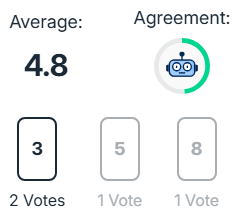 Average:
Agreement:
4.8
3
5
8
2 Votes
1 Vote
1 Vote